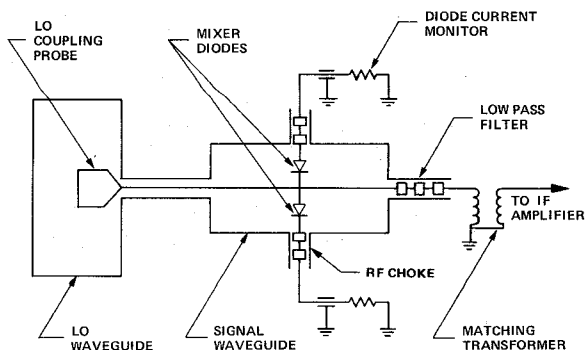 LO
COUPLING
PROBE
MIXER
DIODES
DIODE CURRENT
MONITOR
LOW PASS
FILTER
TO IF
AMPLIFIER
RF CHOKE
LO
WAVEGUIDE
SIGNAL
WAVEGUIDE
MATCHING
TRANSFORMER